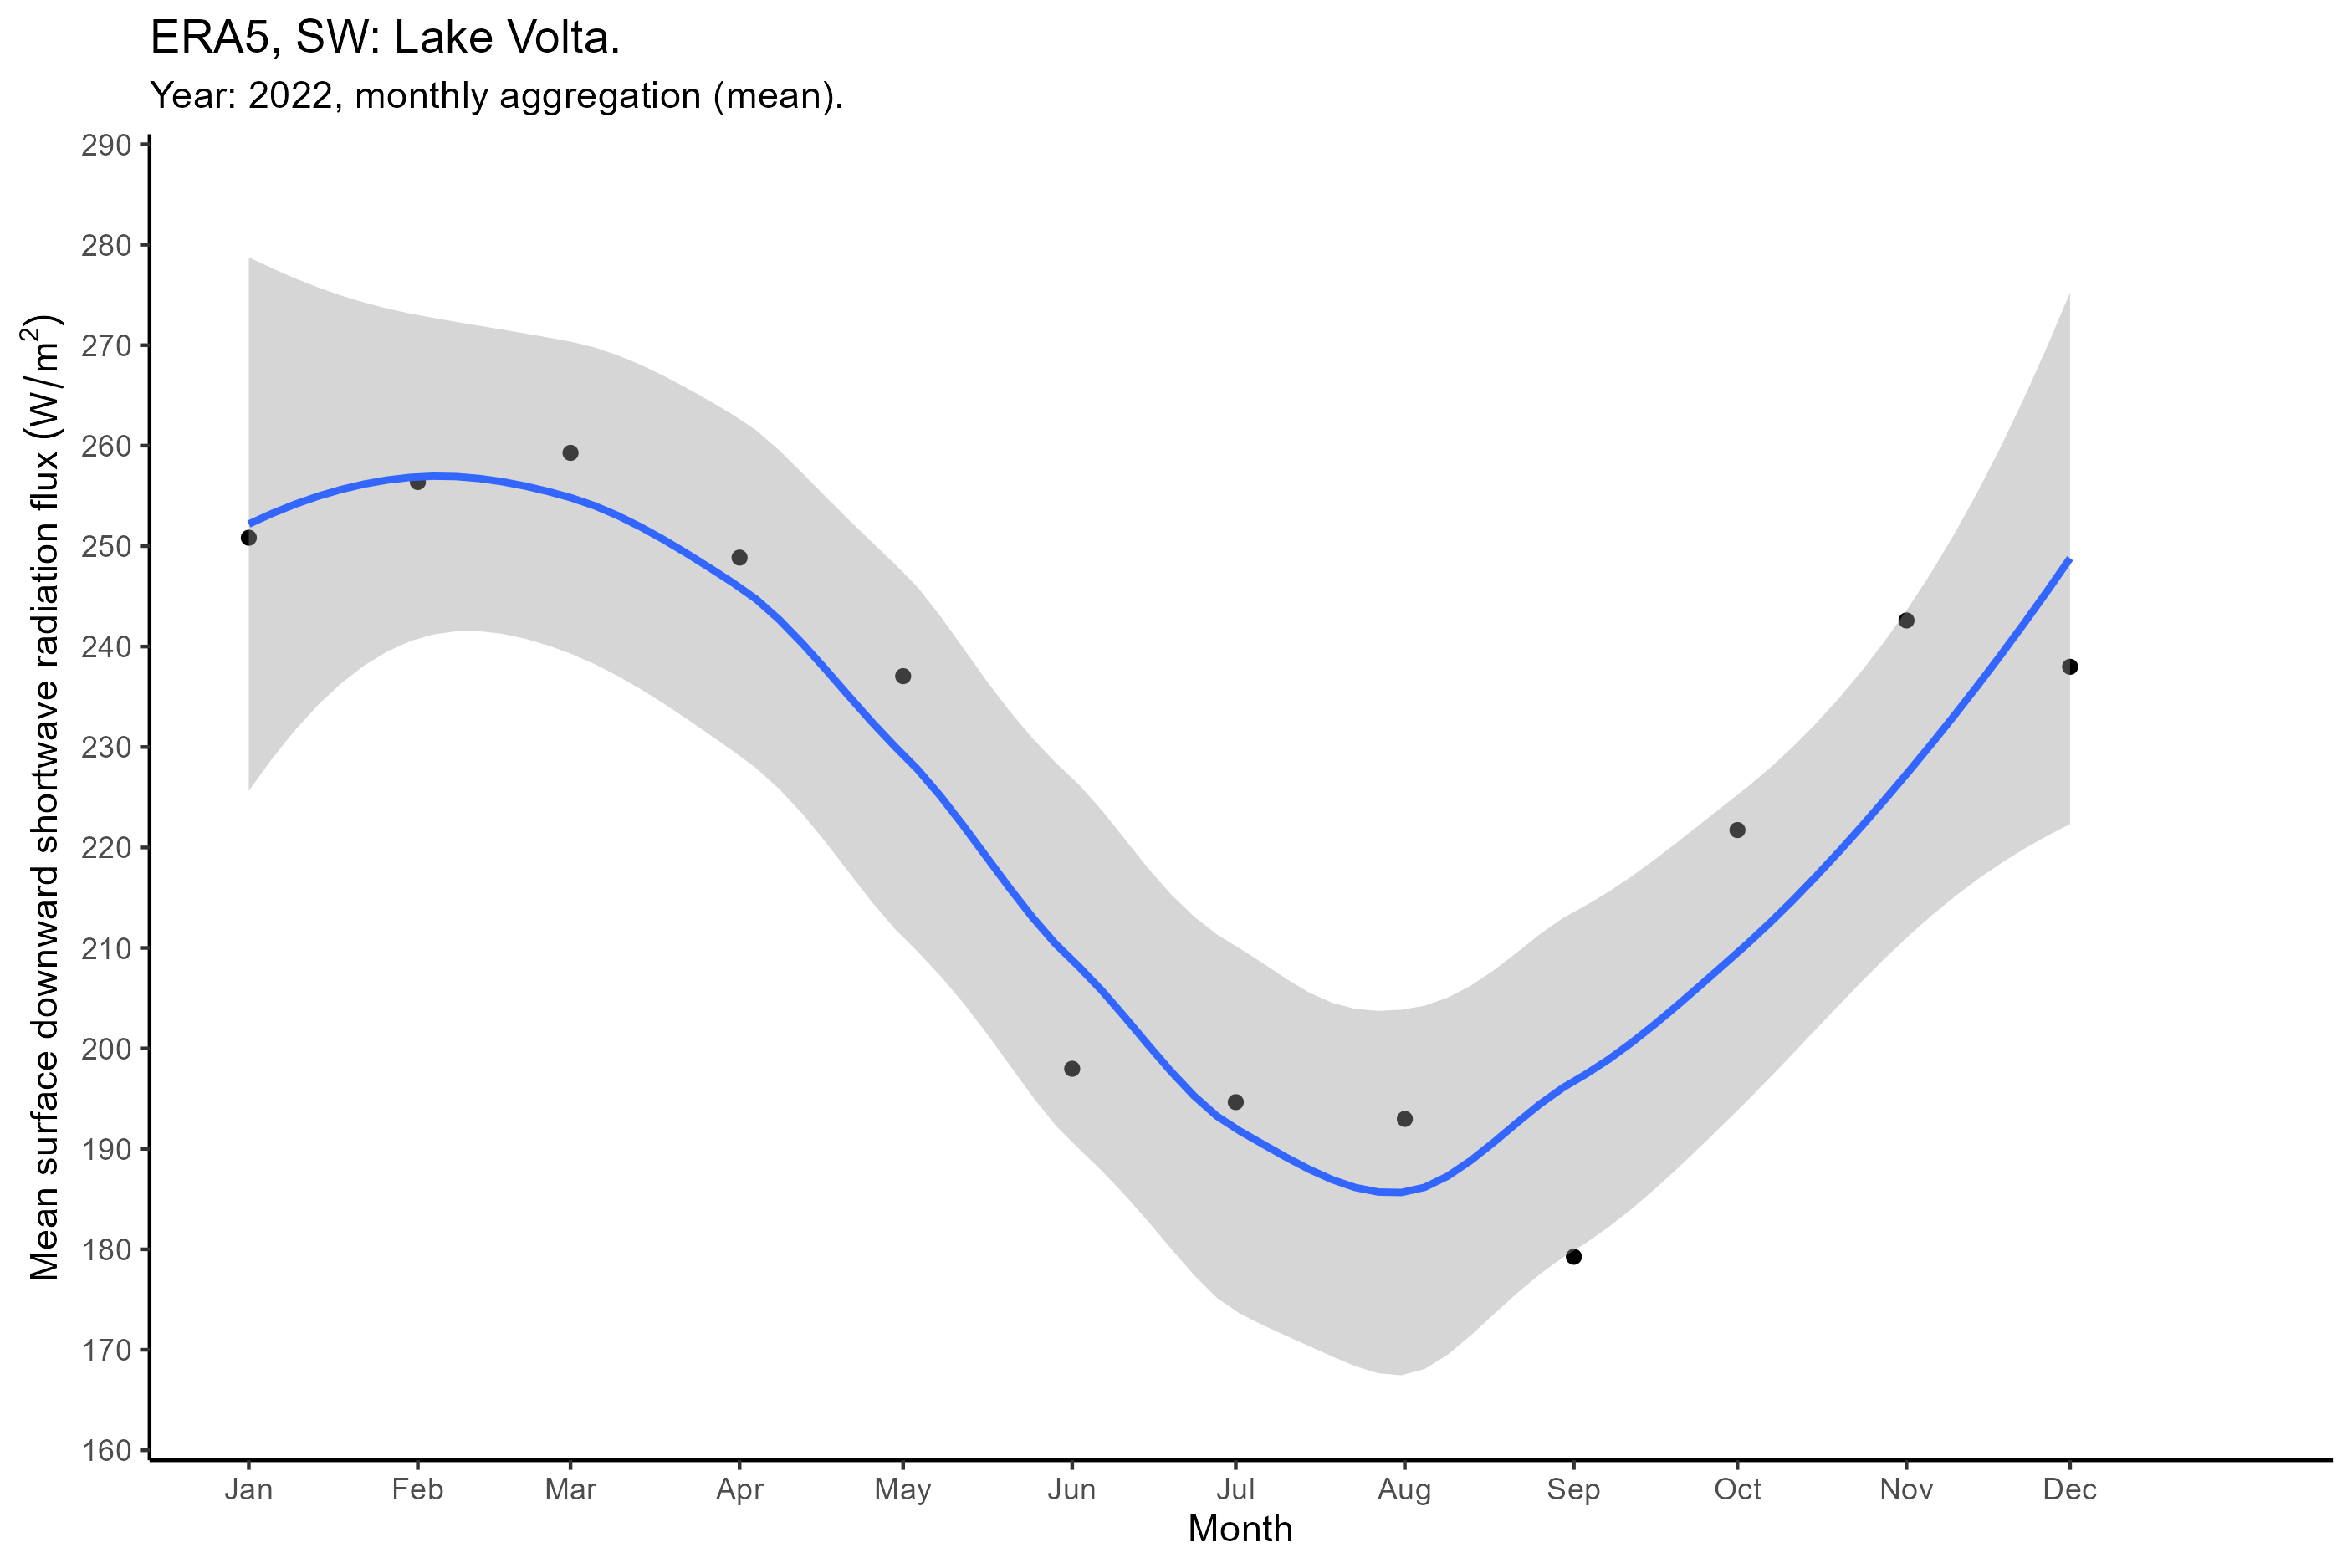 ERA5, SW: Lake Volta.
Year: 2022, monthly aggregation (mean).
Mean surface downward shortwave radiation flux (W/m²)
290
280
270
260
250
240
230
220
210
200
190
180
170
160
Jan Feb Mar Apr May Jun Jul Aug Sep Oct Nov Dec
Month